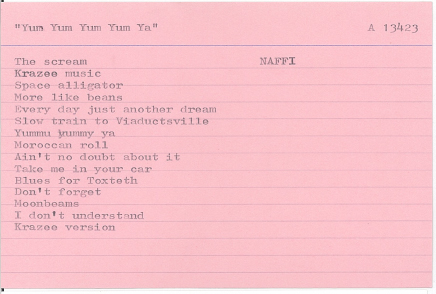 "Yum Yum Yum Yum Ya" A 13423
The scream NAFFI
Krazee music
Space alligator
More like beans
Every day just another dream
Slow train to Viaductsville
Yummu yummy ya
Moroccan roll
Ain't no doubt about it
Take me in your car
Blues for Toxteth
Don't forget
Moonbeams
I don't understand
Krazee version